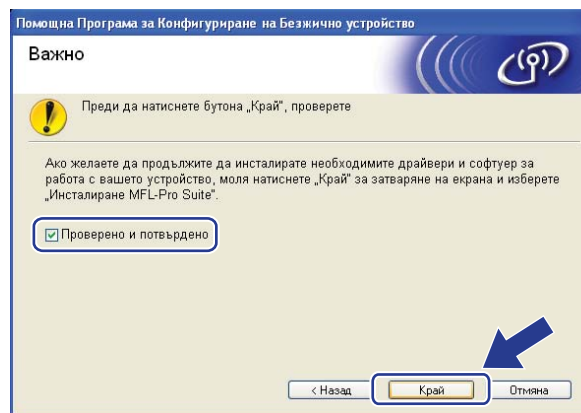 Помощна Програма за Конфигуриране на Безжично устройство
Важно
Преди да натиснете бутона „Край", проверете
Ако желаете да продължите да инсталирате необходимите драйвери и софтуер за
работа с вашето устройство, моля натиснете „Край" за затваряне на екрана и изберете
„Инсталиране MFL-Pro Suite".
Проверено и потвърдено
< Назад
Край
Отмяна